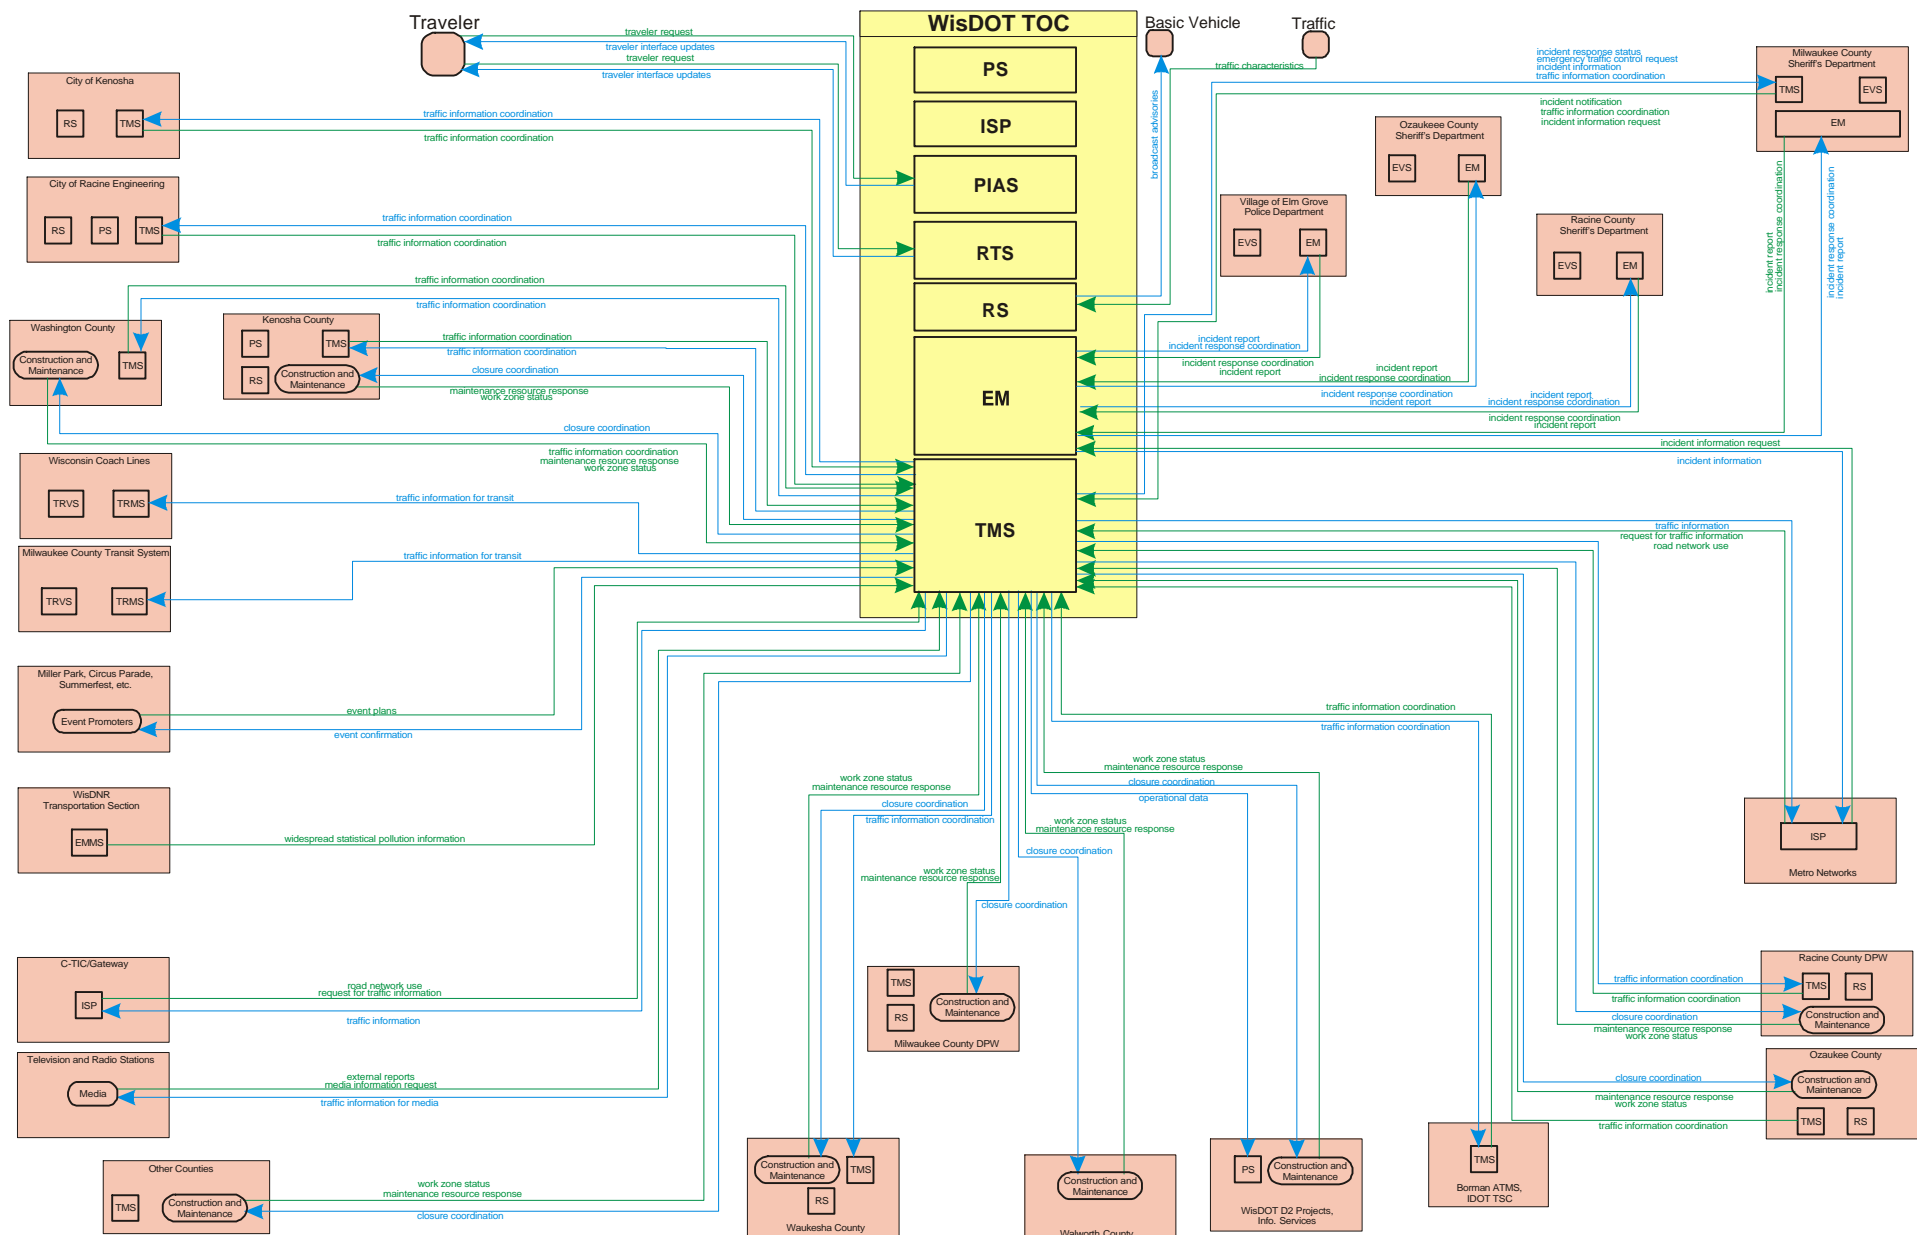 Traveler
WisDOT TOC
Basic Vehicle
Traffic
traveler request
traveler interface updates
traveler request
traveler interface updates
PS
ISP
PIAS
RTS
RS
EM
TMS
traffic characteristics
broadcast advisories
incident response status
emergency traffic control request
incident information
traffic information coordination
incident notification
traffic information coordination
incident information request
Milwaukee County
Sheriff's Department
TMS
EVS
EM
incident report
incident response coordination
incident response coordination
incident report
City of Kenosha
RS
TMS
traffic information coordination
traffic information coordination
Ozaukeee County
Sheriff's Department
EVS
EM
City of Racine Engineering
RS
PS
TMS
traffic information coordination
traffic information coordination
Village of Elm Grove
Police Department
EVS
EM
Racine County
Sheriff's Department
EVS
EM
traffic information coordination
traffic information coordination
Washington County
Construction and
Maintenance
TMS
Kenosha County
PS
TMS
RS
Construction and
Maintenance
traffic information coordination
traffic information coordination
closure coordination
maintenance resource response
work zone status
incident report
incident response coordination
incident response coordination
incident report
incident report
incident response coordination
incident response coordination
incident report
incident report
incident response coordination
incident response coordination
incident report
incident information request
incident information
closure coordination
traffic information coordination
maintenance resource response
work zone status
Wisconsin Coach Lines
TRVS
TRMS
traffic information for transit
Milwaukee County Transit System
TRVS
TRMS
traffic information for transit
traffic information
request for traffic information
road network use
Miller Park, Circus Parade,
Summerfest, etc.
Event Promoters
event plans
event confirmation
traffic information coordination
traffic information coordination
WisDNR
Transportation Section
EMMS
widespread statistical pollution information
work zone status
maintenance resource response
closure coordination
traffic information coordination
work zone status
maintenance resource response
closure coordination
operational data
work zone status
maintenance resource response
closure coordination
work zone status
maintenance resource response
closure coordination
ISP
Metro Networks
C-TIC/Gateway
ISP
road network use
request for traffic information
traffic information
TMS
RS
Construction and
Maintenance
Milwaukee County DPW
Racine County DPW
TMS
RS
Construction and
Maintenance
traffic information coordination
traffic information coordination
closure coordination
maintenance resource response
work zone status
Television and Radio Stations
Media
external reports
media information request
traffic information for media
Ozaukee County
Construction and
Maintenance
TMS
RS
closure coordination
maintenance resource response
work zone status
traffic information coordination
Other Counties
TMS
Construction and
Maintenance
work zone status
maintenance resource response
closure coordination
Construction and
Maintenance
TMS
RS
Waukesha County
Construction and
Maintenance
Walworth County
PS
Construction and
Maintenance
WisDOT D2 Projects,
Info. Services
TMS
Borman ATMS,
IDOT TSC